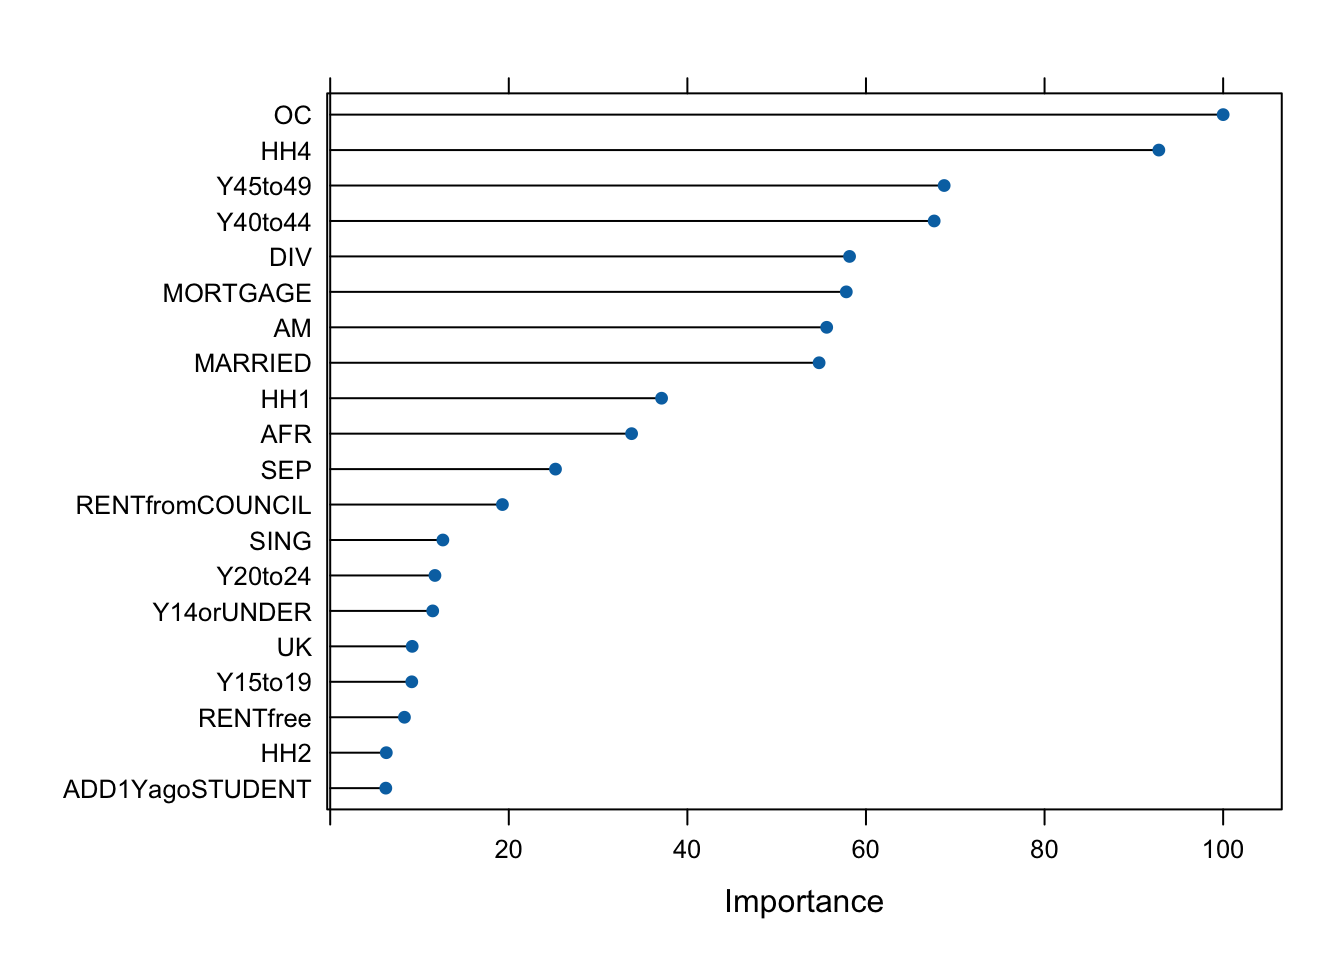 OC
HH4
Y45to49
Y40to44
DIV
MORTGAGE
AM
MARRIED
HH1
AFR
SEP
RENTfromCOUNCIL
SING
Y20to24
Y14orUNDER
UK
Y15to19
RENTfree
HH2
ADD1YagoSTUDENT
20 40 60 80 100
Importance